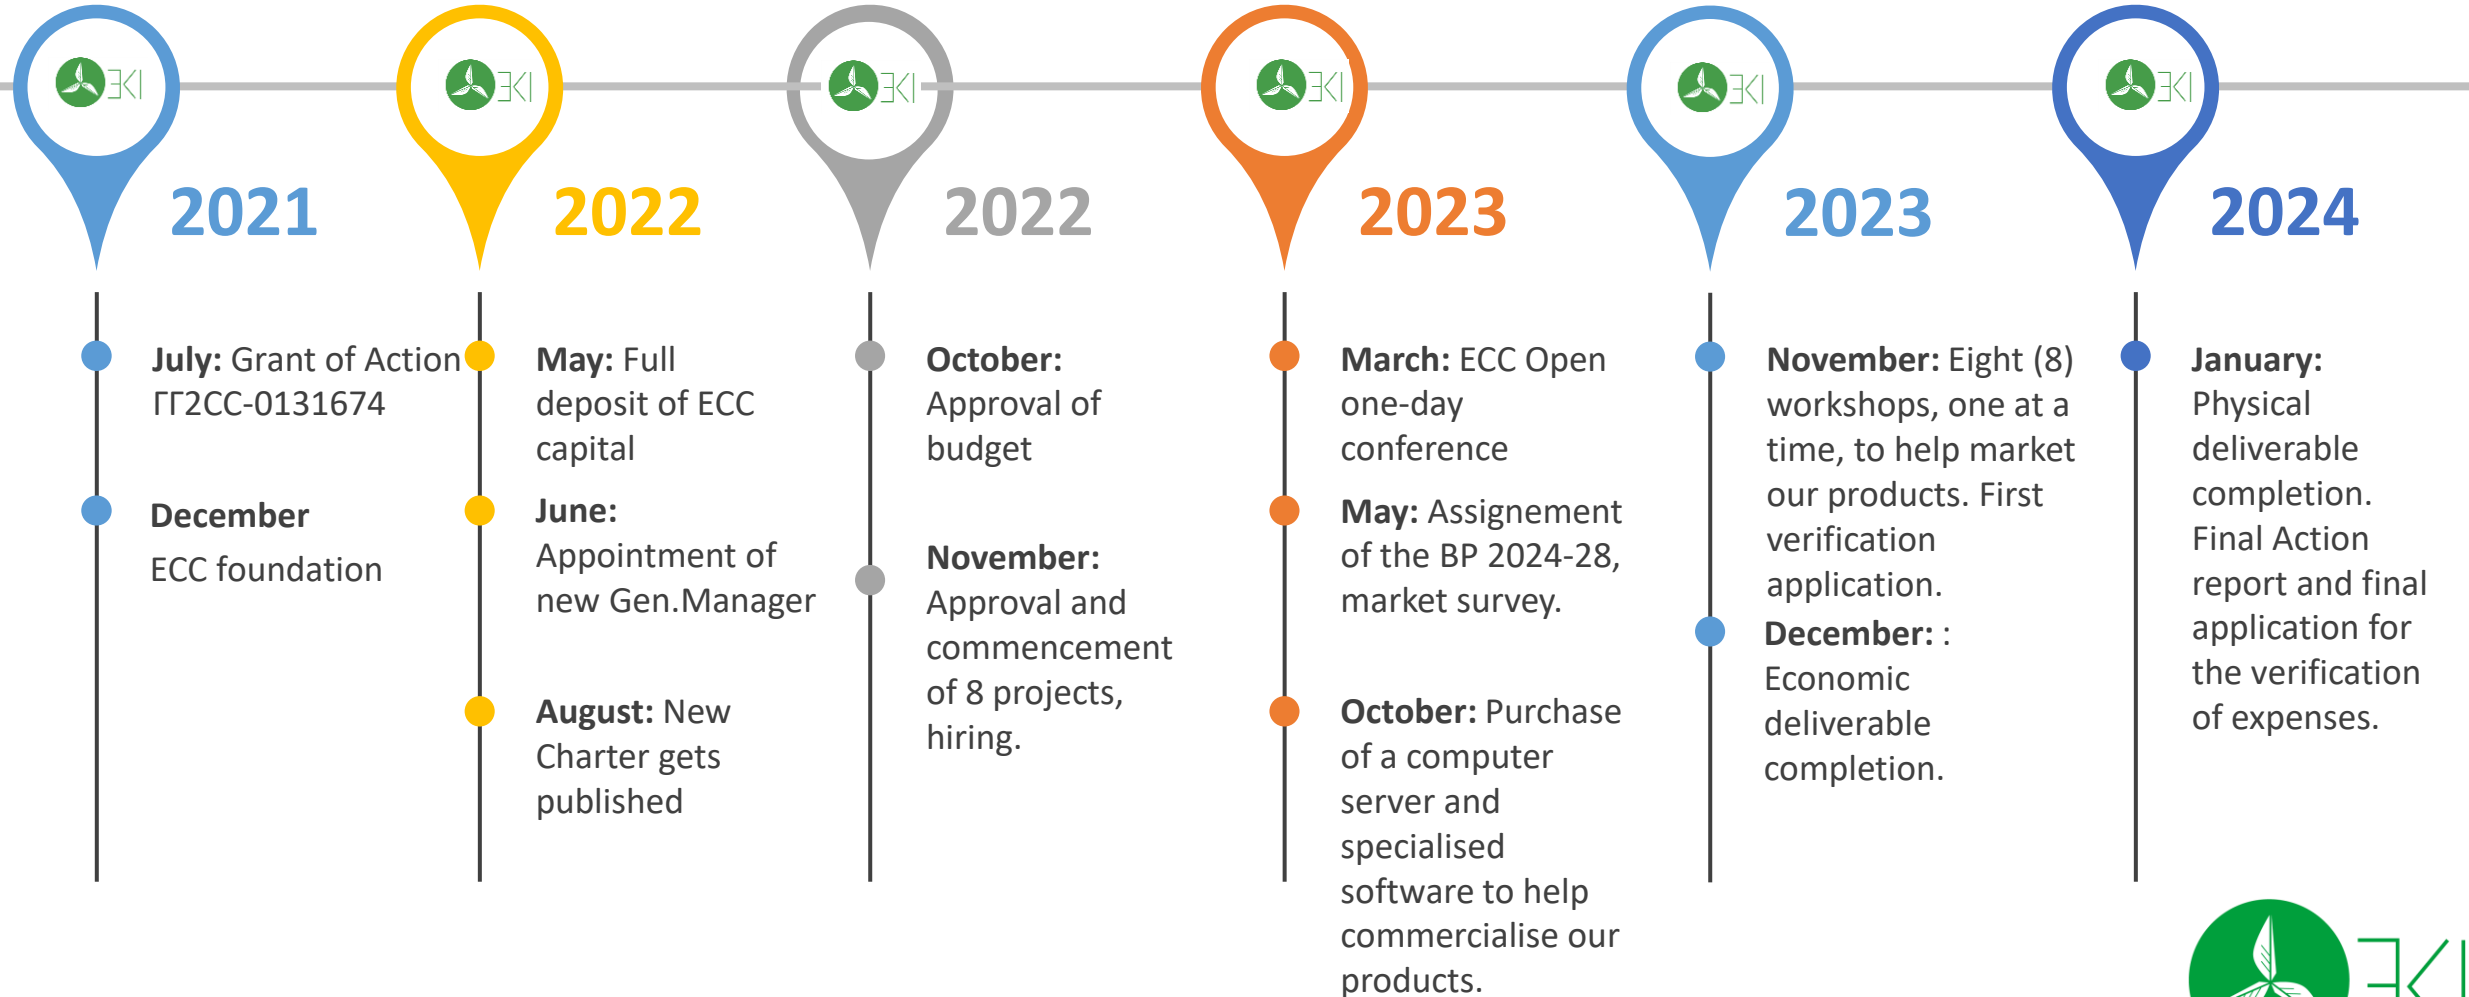 2021
July: Grant of Action
ΓΓ2CC-0131674
December
ECC foundation
2022
May: Full
deposit of ECC
capital
June:
Appointment of
new Gen.Manager
August: New
Charter gets
published
2022
October:
Approval of
budget
November:
Approval and
commencement
of 8 projects,
hiring.
2023
March: ECC Open
one-day
conference
May: Assignement
of the BP 2024-28,
market survey.
October: Purchase
of a computer
server and
specialised
software to help
commercialise our
products.
2023
November: Eight (8)
workshops, one at a
time, to help market
our products. First
verification
application.
December: :
Economic
deliverable
completion.
2024
January:
Physical
deliverable
completion.
Final Action
report and final
application for
the verification
of expenses.